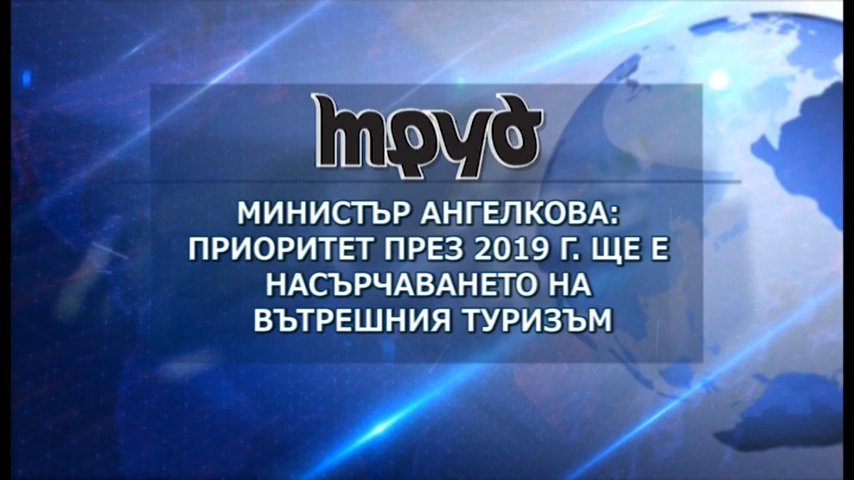 труд
МИНИСТЪР АНГЕЛКОВА:
ПРИОРИТЕТ ПРЕЗ 2019 Г. ЩЕ Е
НАСЪРЧАВАНЕТО НА
ВЪТРЕШНИЯ ТУРИЗЪМ